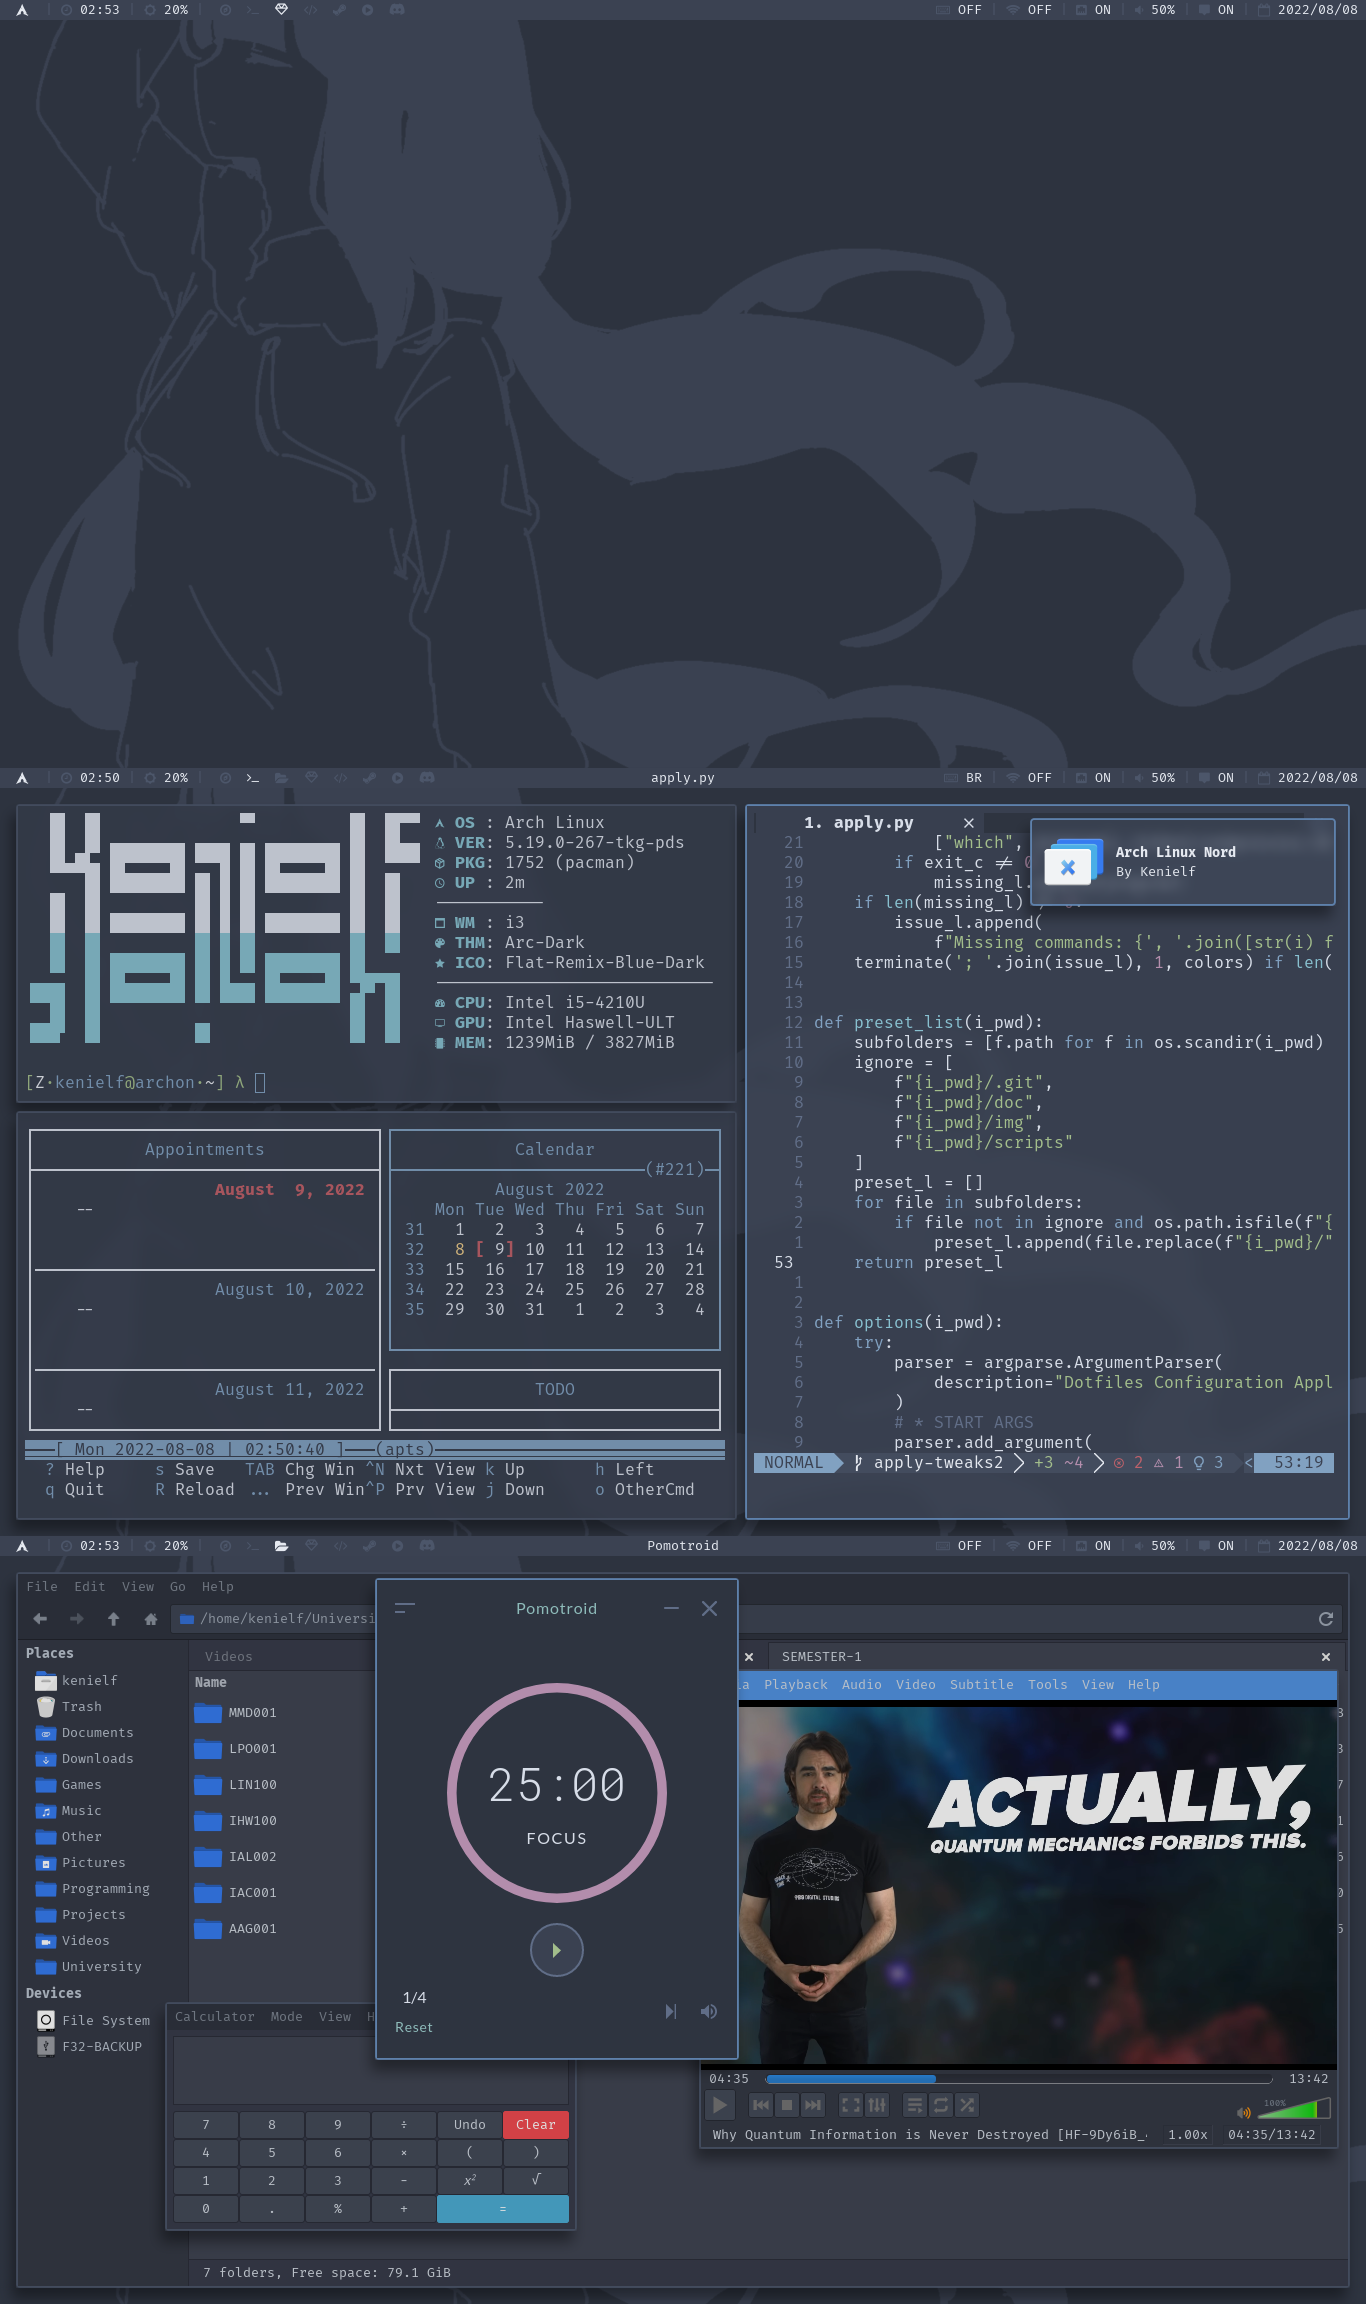 02:53 20% OFF OFF ON 50% ON 2022/08/08
02:50 20% apply.py BR OFF ON 50% ON 2022/08/08
OS : Arch Linux
VER: 5.19.0-267-tkg-pds
PKG: 1752 (pacman)
UP : 2m
WM : i3
THM: Arc-Dark
ICO: Flat-Remix-Blue-Dark
CPU: Intel i5-4210U
GPU: Intel Haswell-ULT
MEM: 1239MiB / 3827MiB
[Z·kenielf@archon·~] λ
Appointments
August 9, 2022
--
August 10, 2022
--
August 11, 2022
--
Calendar
(#221)
August 2022
Mon Tue Wed Thu Fri Sat Sun
31 1 2 3 4 5 6 7
32 8 [ 9] 10 11 12 13 14
33 15 16 17 18 19 20 21
34 22 23 24 25 26 27 28
35 29 30 31 1 2 3 4
TODO
[ Mon 2022-08-08 | 02:50:40 ] (apts)
? Help s Save TAB Chg Win ^N Nxt View k Up h Left
q Quit R Reload ... Prev Win^P Prv View j Down o OtherCmd
1. apply.py ×
Arch Linux Nord
By Kenielf
21 ["which",
20 if exit_c ≠
19 missing_l.
18 if len(missing_l)
17 issue_l.append(
16 f"Missing commands: {', '.join([str(i) f
15 terminate('; '.join(issue_l), 1, colors) if len(
14
13
12 def preset_list(i_pwd):
11 subfolders = [f.path for f in os.scandir(i_pwd)
10 ignore = [
9 f"{i_pwd}/.git",
8 f"{i_pwd}/doc",
7 f"{i_pwd}/img",
6 f"{i_pwd}/scripts"
5 ]
4 preset_l = []
3 for file in subfolders:
2 if file not in ignore and os.path.isfile(f"{
1 preset_l.append(file.replace(f"{i_pwd}/"
53 return preset_l
1
2
3 def options(i_pwd):
4 try:
5 parser = argparse.ArgumentParser(
6 description="Dotfiles Configuration Appl
7 )
8 # * START ARGS
9 parser.add_argument(
NORMAL apply-tweaks2 +3 ~4 2 1 3 < 53:19
02:53 20% Pomotroid OFF OFF ON 50% ON 2022/08/08
File Edit View Go Help
/home/kenielf/Universi
Places
kenielf
Trash
Documents
Downloads
Games
Music
Other
Pictures
Programming
Projects
Videos
University
Devices
File System
F32-BACKUP
Videos
SEMESTER-1
Name
MMD001
LPO001
LIN100
IHW100
IAL002
IAC001
AAG001
Pomotroid
25:00
FOCUS
1/4
Reset
ia Playback Audio Video Subtitle Tools View Help
ACTUALLY,
QUANTUM MECHANICS FORBIDS THIS.
DIGITAL STUDIOS
04:35 13:42
100%
Why Quantum Information is Never Destroyed [HF-9Dy6iB_ 1.00x 04:35/13:42
Calculator Mode View H
7 8 9 ÷ Undo Clear
4 5 6 × ( )
1 2 3 - x² √
0 . % + =
7 folders, Free space: 79.1 GiB